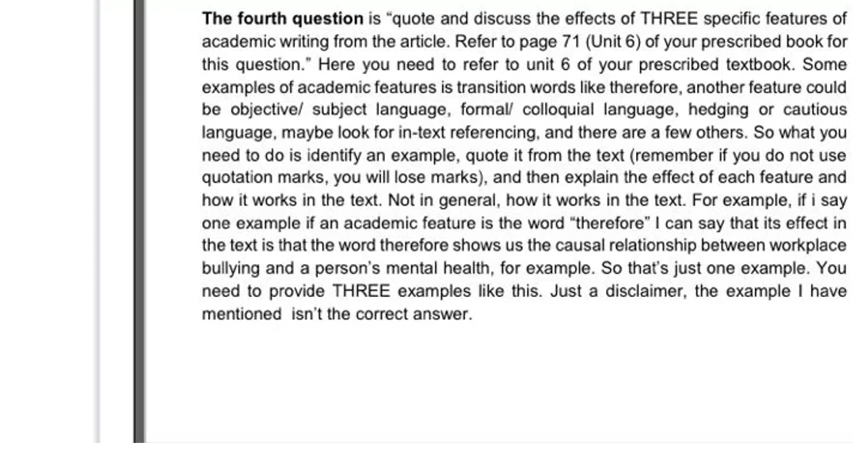 The fourth question is “quote and discuss the effects of THREE specific features of
academic writing from the article. Refer to page 71 (Unit 6) of your prescribed book for
this question.” Here you need to refer to unit 6 of your prescribed textbook. Some
examples of academic features is transition words like therefore, another feature could
be objective/ subject language, formal/ colloquial language, hedging or cautious
language, maybe look for in-text referencing, and there are a few others. So what you
need to do is identify an example, quote it from the text (remember if you do not use
quotation marks, you will lose marks), and then explain the effect of each feature and
how it works in the text. Not in general, how it works in the text. For example, if i say
one example if an academic feature is the word “therefore” I can say that its effect in
the text is that the word therefore shows us the causal relationship between workplace
bullying and a person’s mental health, for example. So that’s just one example. You
need to provide THREE examples like this. Just a disclaimer, the example I have
mentioned isn’t the correct answer.